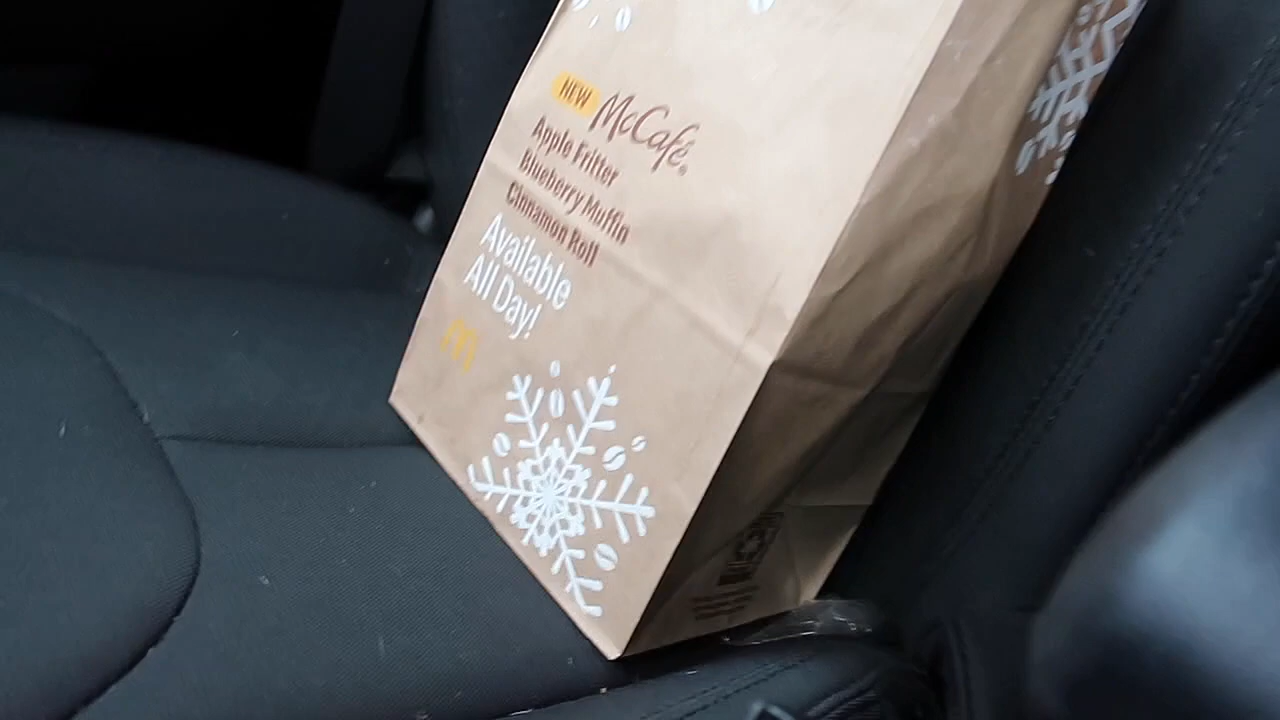 NEW McCafé®
Apple Fritter
Blueberry Muffin
Cinnamon Roll
Available
All Day!